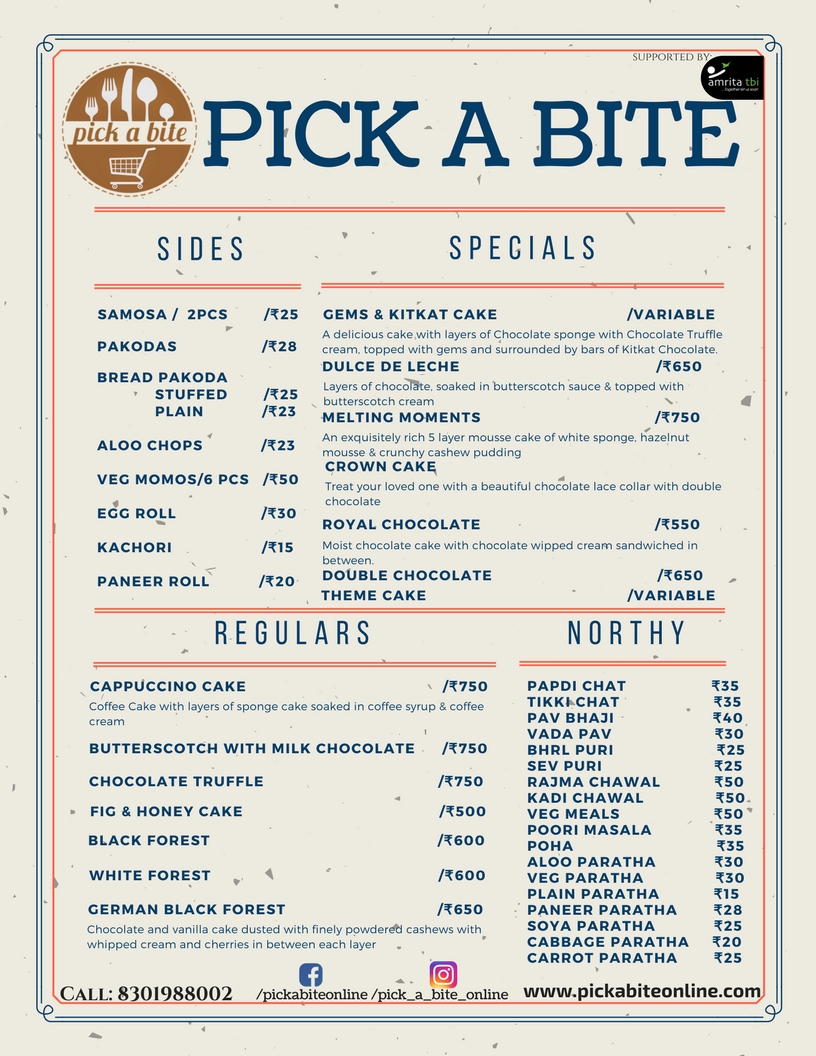 SUPPORTED BY:
amrita tbi
...together let us soar!
pick a bite
PICK A BITE
SIDES
SAMOSA / 2PCS /₹25
PAKODAS /₹28
BREAD PAKODA
STUFFED /₹25
PLAIN /₹23
ALOO CHOPS /₹23
VEG MOMOS/6 PCS /₹50
EGG ROLL /₹30
KACHORI /₹15
PANEER ROLL /₹20
SPECIALS
GEMS & KITKAT CAKE /VARIABLE
A delicious cake with layers of Chocolate sponge with Chocolate Truffle
cream, topped with gems and surrounded by bars of Kitkat Chocolate.
DULCE DE LECHE /₹650
Layers of chocolate, soaked in butterscotch sauce & topped with
butterscotch cream
MELTING MOMENTS /₹750
An exquisitely rich 5 layer mousse cake of white sponge, hazelnut
mousse & crunchy cashew pudding
CROWN CAKE
Treat your loved one with a beautiful chocolate lace collar with double
chocolate
ROYAL CHOCOLATE /₹550
Moist chocolate cake with chocolate wipped cream sandwiched in
between.
DOUBLE CHOCOLATE /₹650
THEME CAKE /VARIABLE
REGULARS
CAPPUCCINO CAKE /₹750
Coffee Cake with layers of sponge cake soaked in coffee syrup & coffee
cream
BUTTERSCOTCH WITH MILK CHOCOLATE /₹750
CHOCOLATE TRUFFLE /₹750
FIG & HONEY CAKE /₹500
BLACK FOREST /₹600
WHITE FOREST /₹600
GERMAN BLACK FOREST /₹650
Chocolate and vanilla cake dusted with finely powdered cashews with
whipped cream and cherries in between each layer
NORTHY
PAPDI CHAT ₹35
TIKKI CHAT ₹35
PAV BHAJI ₹40
VADA PAV ₹30
BHRL PURI ₹25
SEV PURI ₹25
RAJMA CHAWAL ₹50
KADI CHAWAL ₹50
VEG MEALS ₹50
POORI MASALA ₹35
POHA ₹35
ALOO PARATHA ₹30
VEG PARATHA ₹30
PLAIN PARATHA ₹15
PANEER PARATHA ₹28
SOYA PARATHA ₹25
CABBAGE PARATHA ₹20
CARROT PARATHA ₹25
CALL: 8301988002 /pickabiteonline /pick_a_bite_online www.pickabiteonline.com